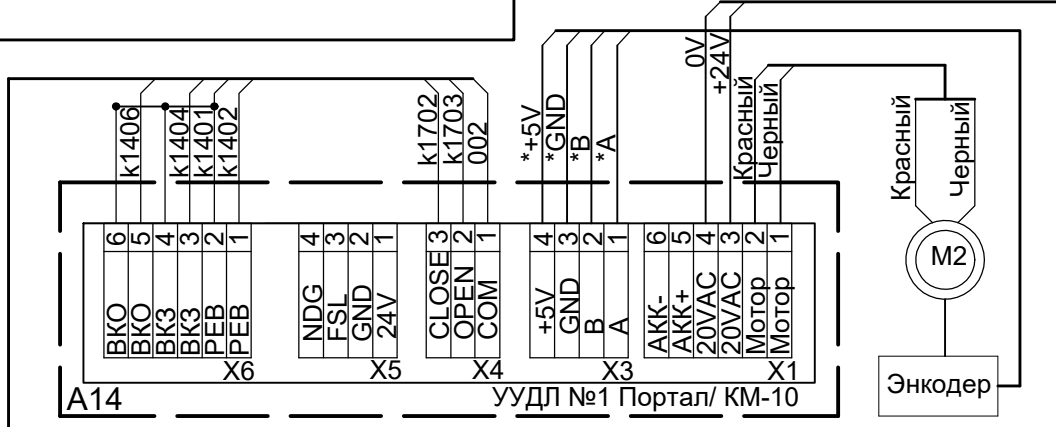 k1406
k1404
k1401
k1402
k1702
k1703
002
*+5V
*GND
*B
*A
0V
+24V
Красный
Черный
Красный
Черный
М2
6
5
4
3
2
1
ВКО
ВКО
ВКЗ
ВКЗ
РЕВ
РЕВ
X6
4
3
2
1
NDG
FSL
GND
24V
X5
3
2
1
CLOSE
OPEN
COM
X4
4
3
2
1
+5V
GND
B
A
X3
6
5
4
3
2
1
АКК-
АКК+
20VAC
20VAC
Мотор
Мотор
X1
А14
УУДЛ №1 Портал/ КМ-10
Энкодер